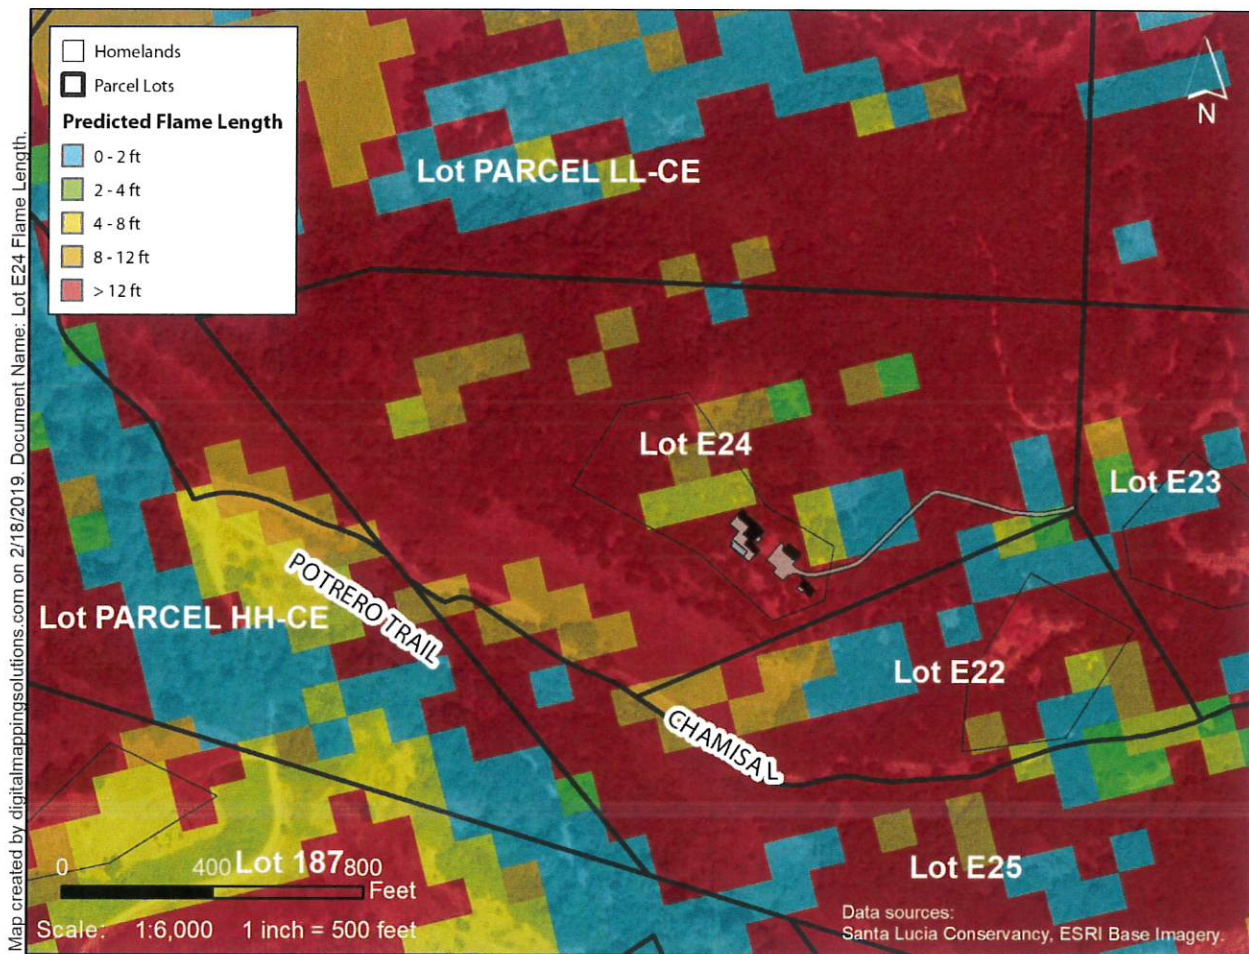 Homelands
Parcel Lots
Predicted Flame Length
0 - 2 ft
2 - 4 ft
4 - 8 ft
8 - 12 ft
> 12 ft
N
Lot PARCEL LL-CE
Lot E24
Lot E23
POTRERO TRAIL
Lot PARCEL HH-CE
Lot E22
CHAMISAL
Lot 187
Lot E25
0 400 800
Feet
Scale: 1:6,000 1 inch = 500 feet
Data sources:
Santa Lucia Conservancy, ESRI Base Imagery.
Map created by digitalmappingsolutions.com on 2/18/2019. Document Name: Lot E24 Flame Length.